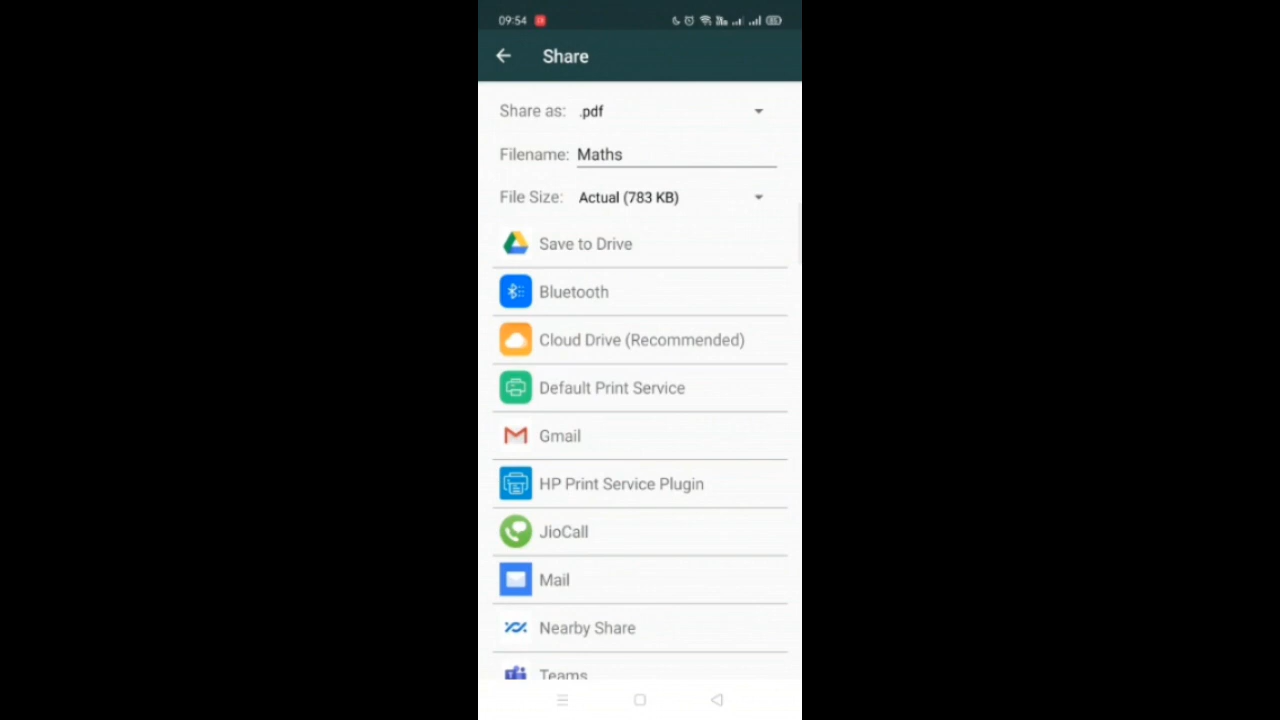 09:54
Share
Share as: .pdf
Filename: Maths
File Size: Actual (783 KB)
Save to Drive
Bluetooth
Cloud Drive (Recommended)
Default Print Service
Gmail
HP Print Service Plugin
JioCall
Mail
Nearby Share
Teams